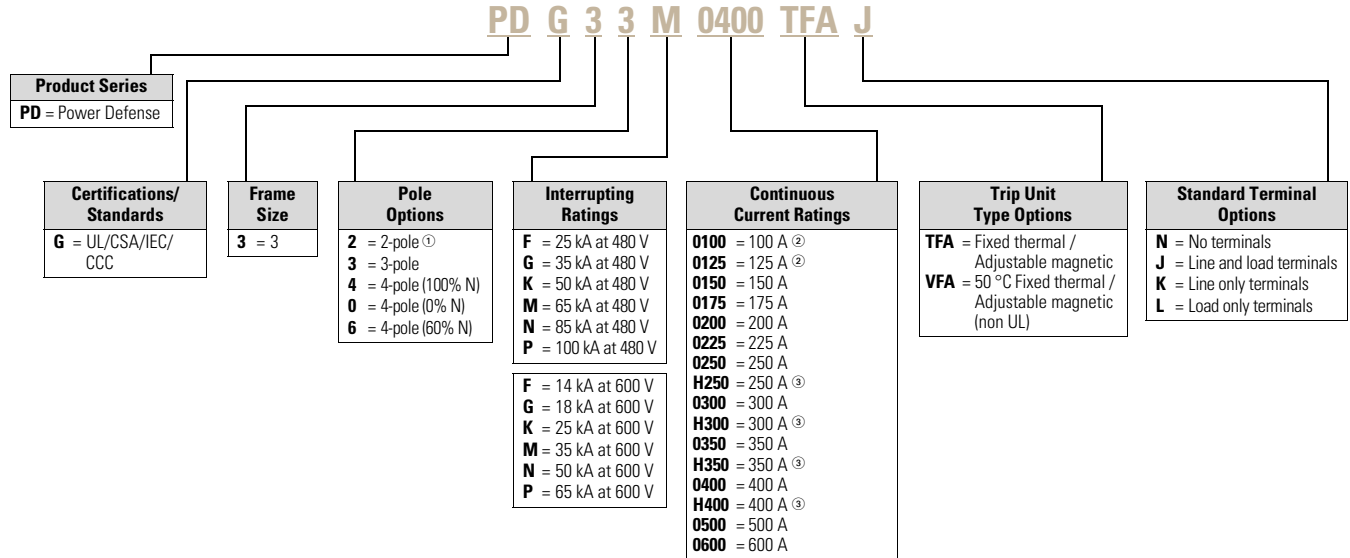 PD G 3 3 M 0400 TFA J
Product Series
PD = Power Defense
Certifications/
Standards
G = UL/CSA/IEC/
CCC
Frame
Size
3 = 3
Pole
Options
2 = 2-pole ①
3 = 3-pole
4 = 4-pole (100% N)
0 = 4-pole (0% N)
6 = 4-pole (60% N)
Interrupting
Ratings
F = 25 kA at 480 V
G = 35 kA at 480 V
K = 50 kA at 480 V
M = 65 kA at 480 V
N = 85 kA at 480 V
P = 100 kA at 480 V
F = 14 kA at 600 V
G = 18 kA at 600 V
K = 25 kA at 600 V
M = 35 kA at 600 V
N = 50 kA at 600 V
P = 65 kA at 600 V
Continuous
Current Ratings
0100 = 100 A ②
0125 = 125 A ②
0150 = 150 A
0175 = 175 A
0200 = 200 A
0225 = 225 A
0250 = 250 A
H250 = 250 A ③
0300 = 300 A
H300 = 300 A ③
0350 = 350 A
H350 = 350 A ③
0400 = 400 A
H400 = 400 A ③
0500 = 500 A
0600 = 600 A
Trip Unit
Type Options
TFA = Fixed thermal /
Adjustable magnetic
VFA = 50 °C Fixed thermal /
Adjustable magnetic
(non UL)
Standard Terminal
Options
N = No terminals
J = Line and load terminals
K = Line only terminals
L = Load only terminals